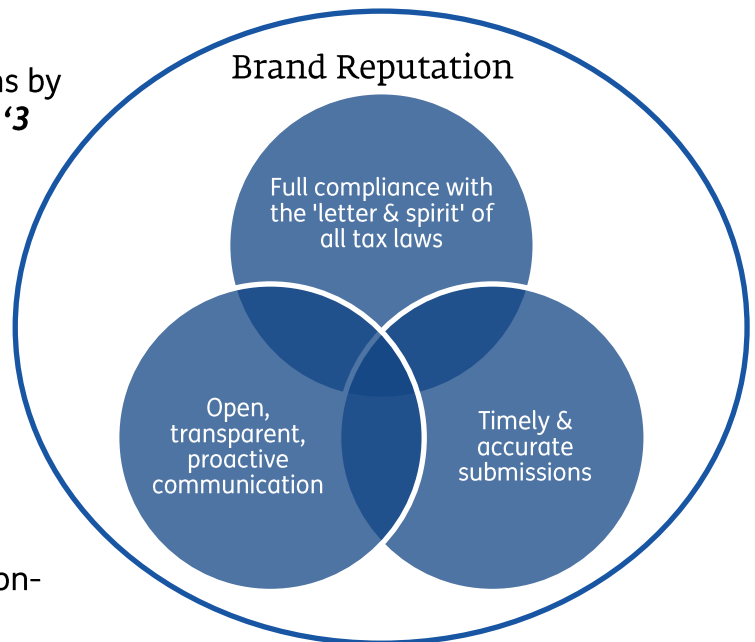 ns by
‘3
Brand Reputation
Full compliance with
the 'letter & spirit' of
all tax laws
Open,
transparent,
proactive
communication
Timely &
accurate
submissions
on-